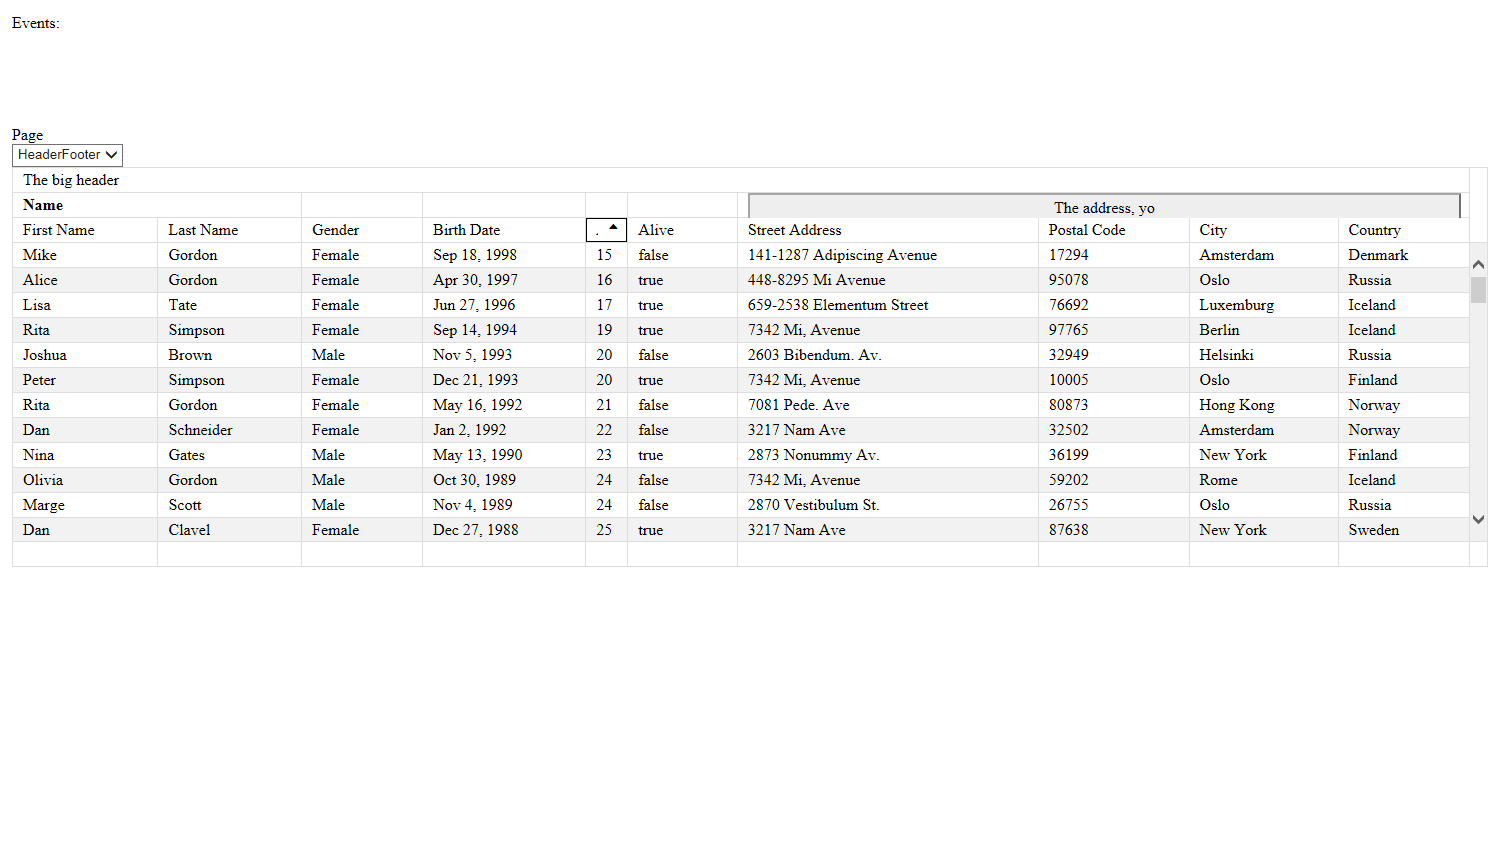 Events:
Page
HeaderFooter
The big header
Name The address, yo
First Name Last Name Gender Birth Date . Alive Street Address Postal Code City Country
Mike Gordon Female Sep 18, 1998 15 false 141-1287 Adipiscing Avenue 17294 Amsterdam Denmark
Alice Gordon Female Apr 30, 1997 16 true 448-8295 Mi Avenue 95078 Oslo Russia
Lisa Tate Female Jun 27, 1996 17 true 659-2538 Elementum Street 76692 Luxemburg Iceland
Rita Simpson Female Sep 14, 1994 19 true 7342 Mi, Avenue 97765 Berlin Iceland
Joshua Brown Male Nov 5, 1993 20 false 2603 Bibendum. Av. 32949 Helsinki Russia
Peter Simpson Female Dec 21, 1993 20 true 7342 Mi, Avenue 10005 Oslo Finland
Rita Gordon Female May 16, 1992 21 false 7081 Pede. Ave 80873 Hong Kong Norway
Dan Schneider Female Jan 2, 1992 22 false 3217 Nam Ave 32502 Amsterdam Norway
Nina Gates Male May 13, 1990 23 true 2873 Nonummy Av. 36199 New York Finland
Olivia Gordon Male Oct 30, 1989 24 false 7342 Mi, Avenue 59202 Rome Iceland
Marge Scott Male Nov 4, 1989 24 false 2870 Vestibulum St. 26755 Oslo Russia
Dan Clavel Female Dec 27, 1988 25 true 3217 Nam Ave 87638 New York Sweden